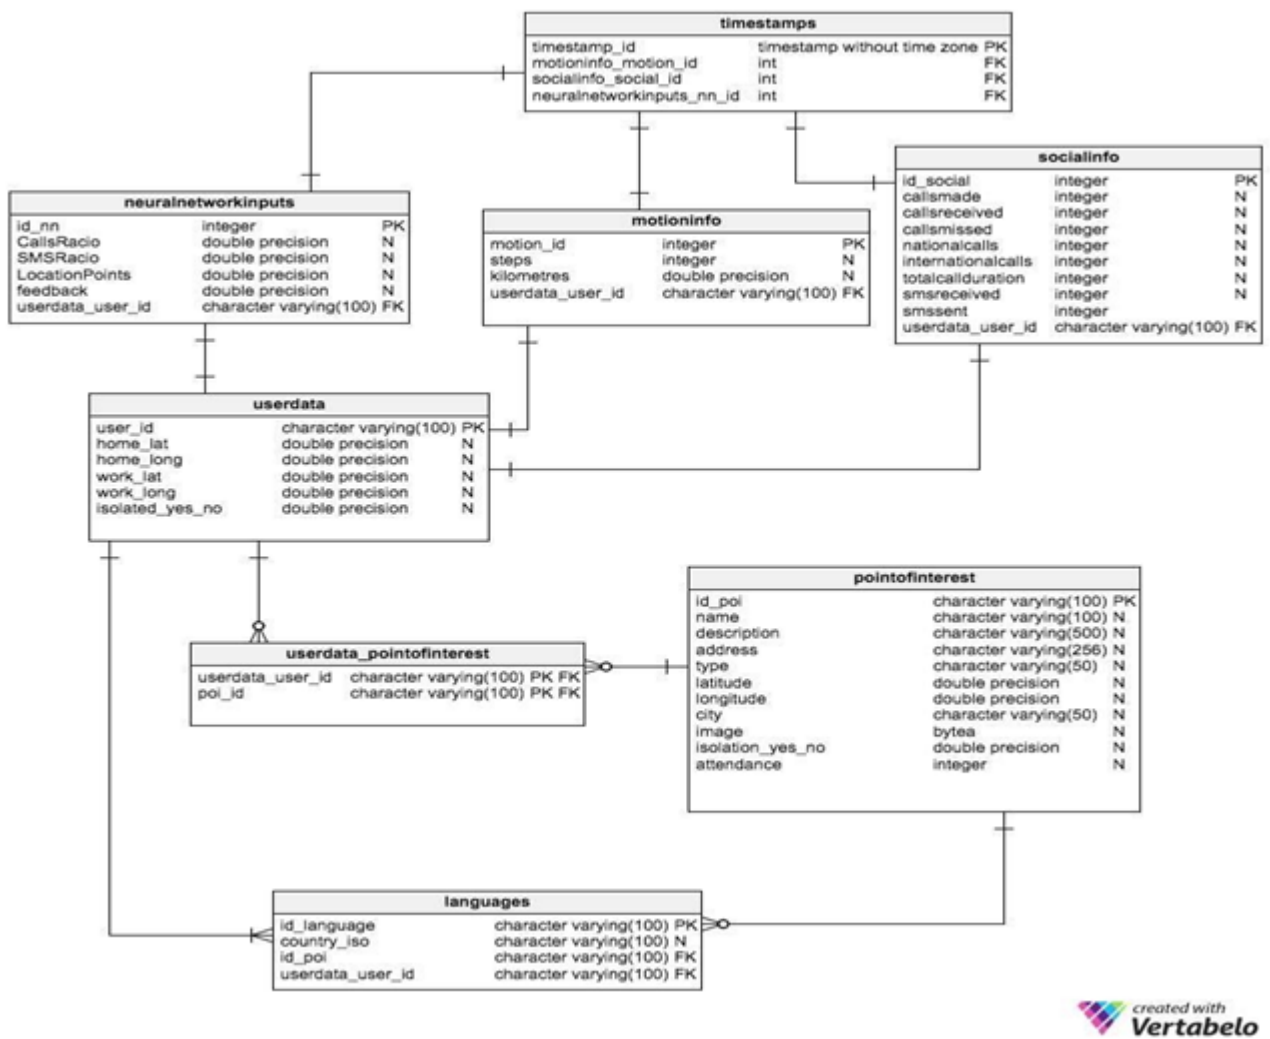 timestamps
timestamp_id timestamp without time zone PK
motioninfo_motion_id int FK
socialinfo_social_id int FK
neuralnetworkinputs_nn_id int FK
socialinfo
id_social integer PK
callsmade integer N
callsreceived integer N
callsmissed integer N
nationalcalls integer N
internationalcalls integer N
totalcallduration integer N
smsreceived integer N
smssent integer
userdata_user_id character varying(100) FK
neuralnetworkinputs
id_nn integer PK
CallsRacio double precision N
SMSRacio double precision N
LocationPoints double precision N
feedback double precision N
userdata_user_id character varying(100) FK
motioninfo
motion_id integer PK
steps integer N
kilometres double precision N
userdata_user_id character varying(100) FK
userdata
user_id character varying(100) PK
home_lat double precision N
home_long double precision N
work_lat double precision N
work_long double precision N
isolated_yes_no double precision N
pointofinterest
id_poi character varying(100) PK
name character varying(100) N
description character varying(500) N
address character varying(256) N
type character varying(50) N
latitude double precision N
longitude double precision N
city character varying(50) N
image bytea N
isolation_yes_no double precision N
attendance integer N
userdata_pointofinterest
userdata_user_id character varying(100) PK FK
poi_id character varying(100) PK FK
languages
id_language character varying(100) PK
country_iso character varying(100) N
id_poi character varying(100) FK
userdata_user_id character varying(100) FK
created with
Vertabelo